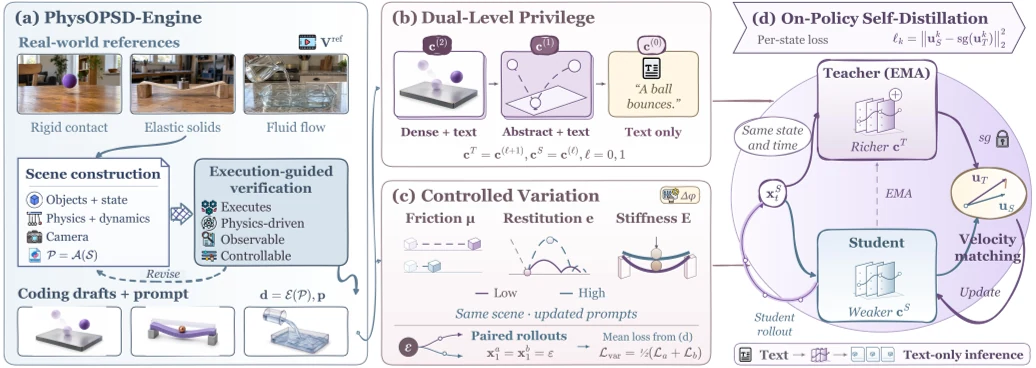 (a) PhysOPSD-Engine
Real-world references
V^ref
Rigid contact
Elastic solids
Fluid flow
Scene construction
Objects + state
Physics + dynamics
Camera
𝒫 = 𝒜(𝒮)
Execution-guided
verification
Executes
Physics-driven
Observable
Controllable
Revise
Coding drafts + prompt
d = ℰ(𝒫), p
(b) Dual-Level Privilege
c^(2)
c^(1)
c^(0)
"A ball
bounces."
Dense + text
Abstract + text
Text only
c^T = c^(ℓ+1), c^S = c^(ℓ), ℓ = 0, 1
(c) Controlled Variation
Δφ
Friction μ
Restitution e
Stiffness E
Low
High
Same scene · updated prompts
ε
Paired rollouts
x_1^a = x_1^b = ε
Mean loss from (d)
ℒ_var = ½(ℒ_a + ℒ_b)
(d) On-Policy Self-Distillation
Per-state loss
ℓ_k = ‖u_S^k − sg(u_T^k)‖_2^2
Teacher (EMA)
Richer c^T
Same state
and time
sg
x_t^S
EMA
u_T
u_S
Student
Weaker c^S
Velocity
matching
Update
Student
rollout
Text
Text-only inference